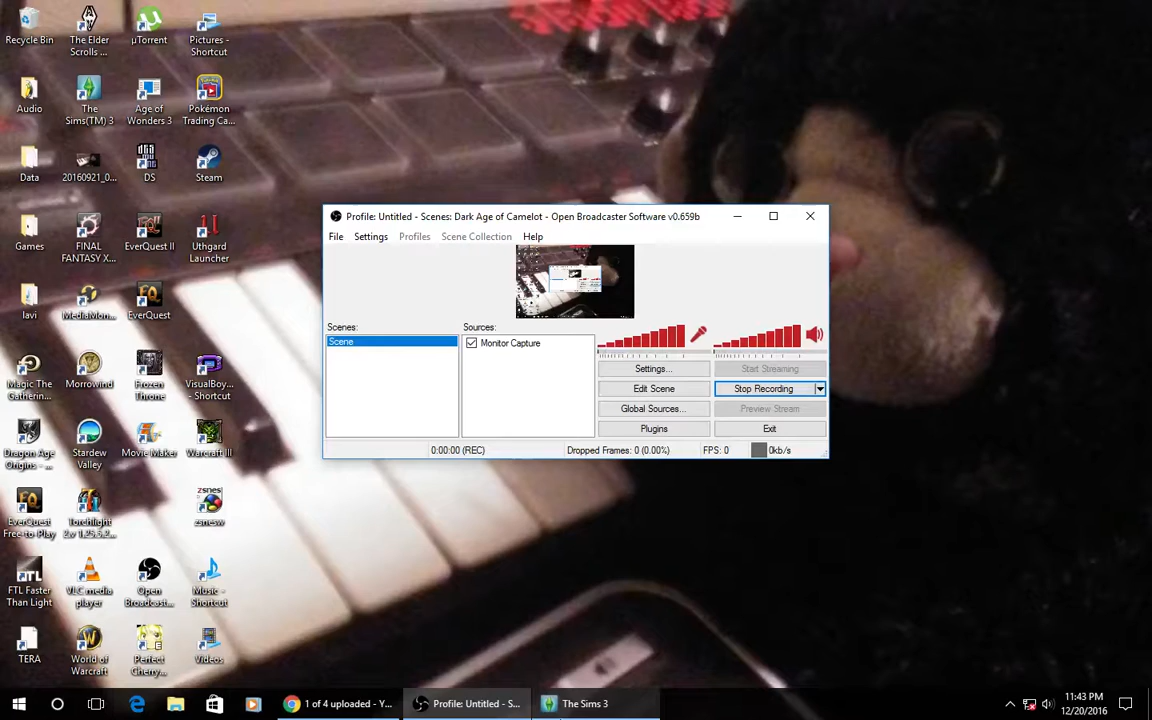 Recycle Bin
The Elder
Scrolls ...
µTorrent
Pictures -
Shortcut
Audio
The
Sims(TM) 3
Age of
Wonders 3
Pokémon
Trading Ca...
Data
20160921_0...
DS
Steam
Games
FINAL
FANTASY X...
EverQuest II
Uthgard
Launcher
lavi
MediaMon...
EverQuest
Magic The
Gatherin...
Morrowind
Frozen
Throne
VisualBoy...
- Shortcut
Dragon Age
Origins - ...
Stardew
Valley
Movie Maker
Warcraft III
EverQuest
Free-to-Play
Torchlight
2.v 1.25.5.2...
zsnes
zsnesw
FTL Faster
Than Light
VLC media
player
Open
Broadcast...
Music -
Shortcut
TERA
World of
Warcraft
Perfect
Cherry...
Videos
Profile: Untitled - Scenes: Dark Age of Camelot - Open Broadcaster Software v0.659b
File Settings Profiles Scene Collection Help
Scenes:
Scene
Sources:
Monitor Capture
Settings...
Start Streaming
Edit Scene
Stop Recording
Global Sources...
Preview Stream
Plugins
Exit
0:00:00 (REC)
Dropped Frames: 0 (0.00%)
FPS: 0
0kb/s
1 of 4 uploaded - Y...
Profile: Untitled - S...
The Sims 3
11:43 PM
12/20/2016